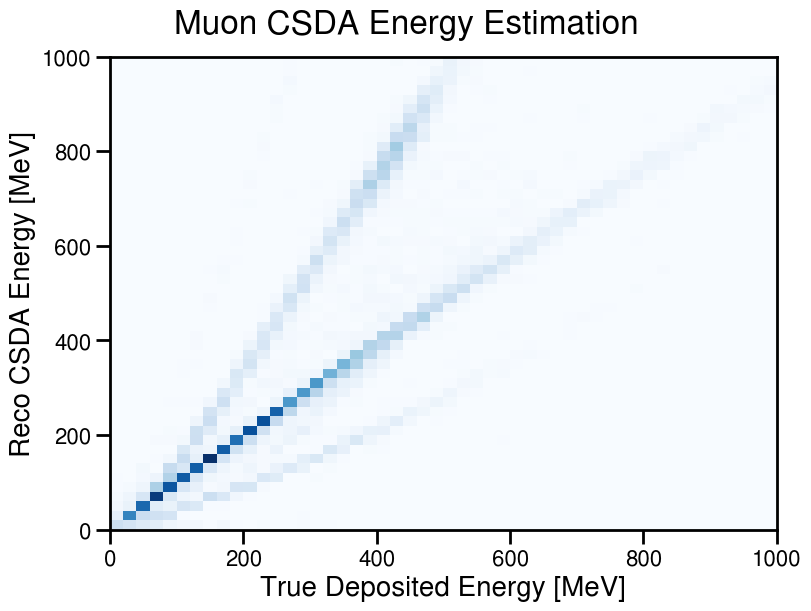 Muon CSDA Energy Estimation
Reco CSDA Energy [MeV]
1000
800
600
400
200
0
0 200 400 600 800 1000
True Deposited Energy [MeV]